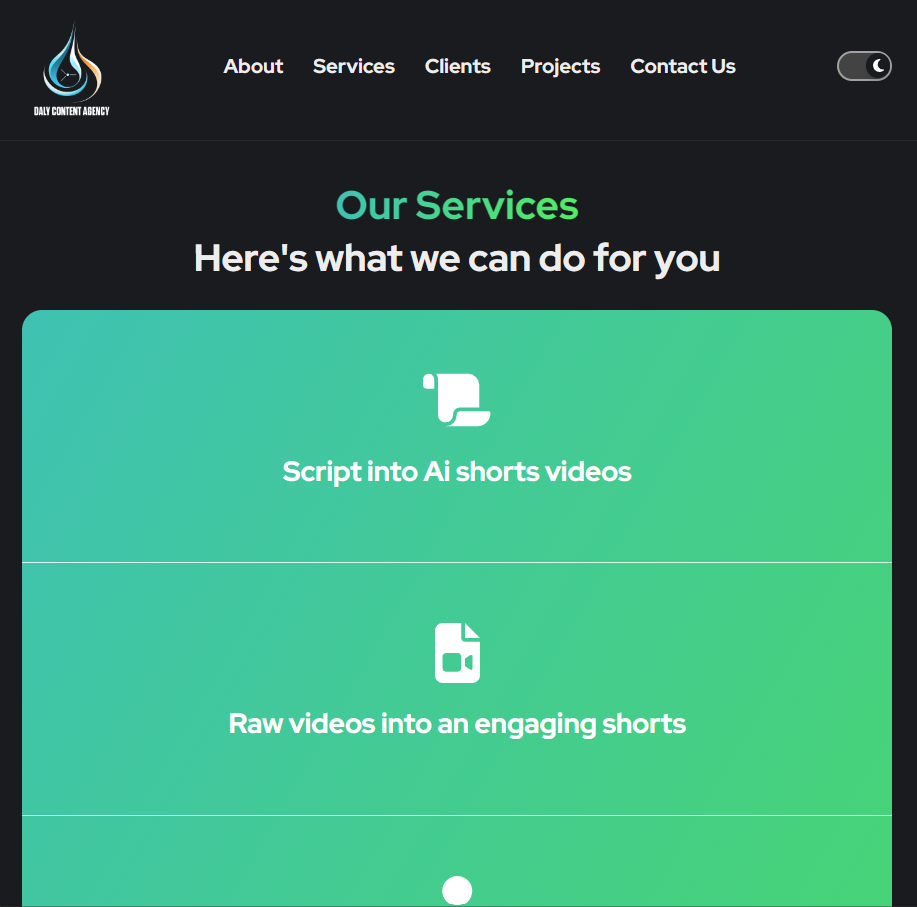 DALY CONTENT AGENCY
About Services Clients Projects Contact Us
Our Services
Here's what we can do for you
Script into Ai shorts videos
Raw videos into an engaging shorts